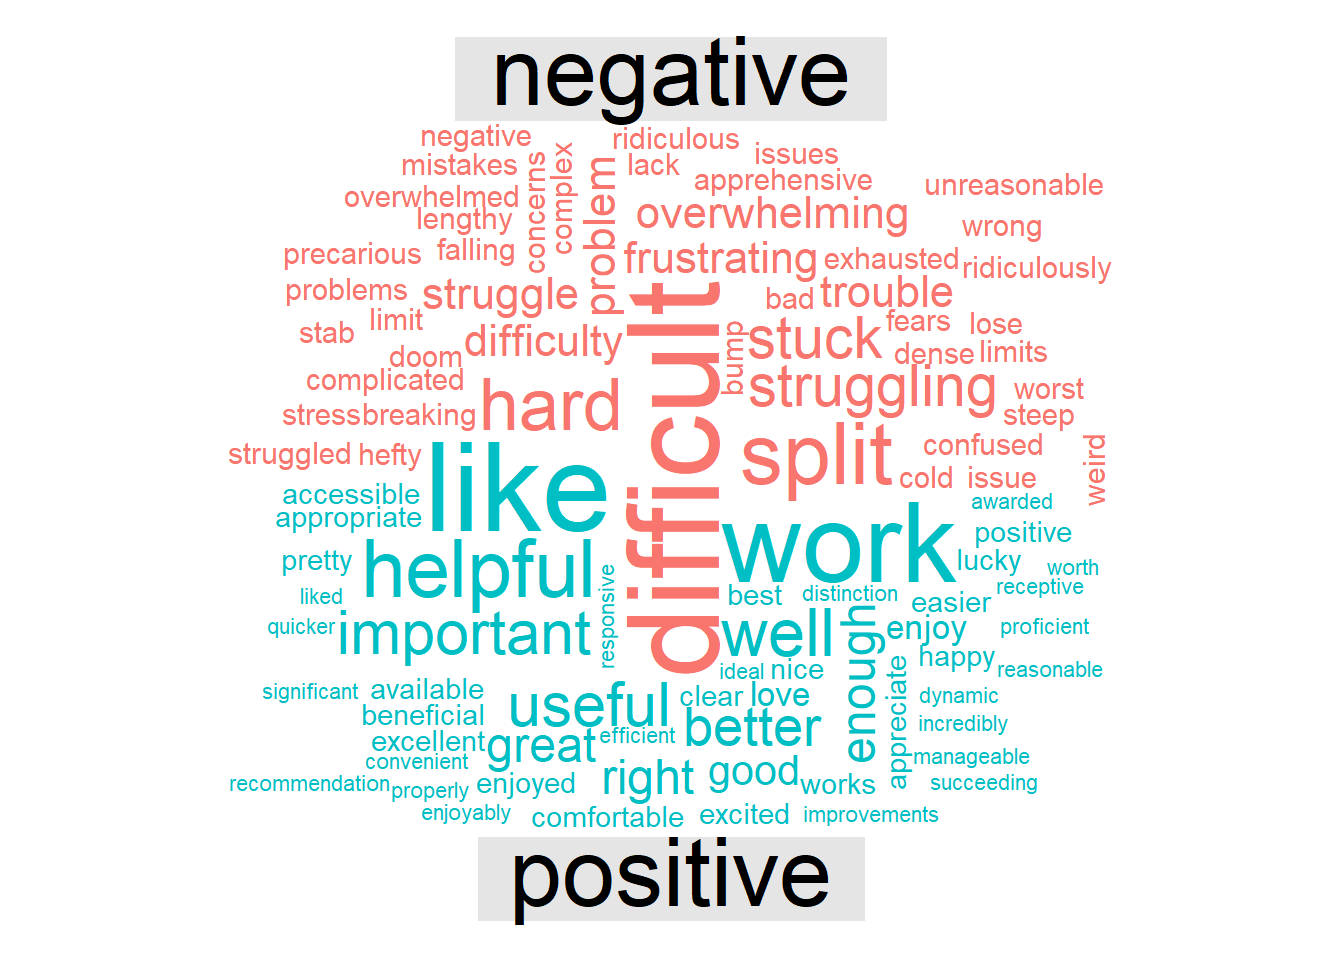 negative
negative
ridiculous
issues
mistakes
concerns
complex
problem
lack
apprehensive
unreasonable
overwhelmed
lengthy
overwhelming
wrong
precarious
falling
frustrating
exhausted
ridiculously
problems
struggle
difficult
bad
trouble
stab
limit
difficulty
bump
stuck
fears
lose
doom
dense
limits
complicated
hard
struggling
worst
stress
breaking
steep
split
confused
weird
struggled
hefty
like
cold
issue
accessible
awarded
appropriate
work
positive
pretty
helpful
lucky
worth
liked
responsive
best
distinction
receptive
easier
quicker
important
well
enough
enjoy
proficient
happy
ideal
nice
appreciate
reasonable
significant
available
useful
clear
love
dynamic
beneficial
better
incredibly
excellent
great
efficient
convenient
manageable
recommendation
properly
enjoyed
right
good
works
succeeding
enjoyably
comfortable
excited
improvements
positive